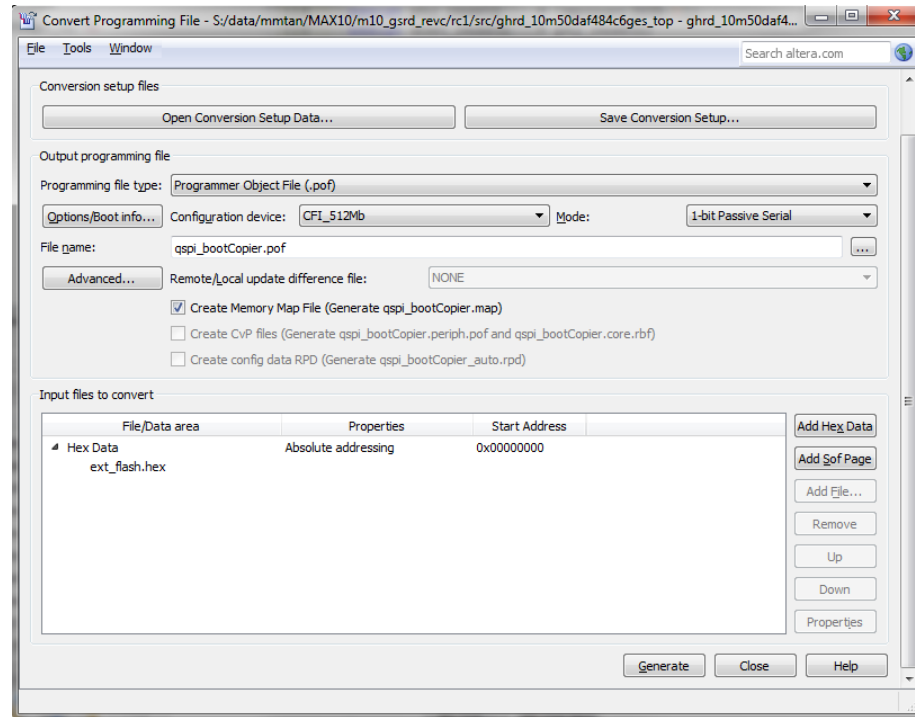 Convert Programming File - S:/data/mmtan/MAX10/m10_gsrd_revc/rc1/src/ghrd_10m50daf484c6ges_top - ghrd_10m50daf4...
File Tools Window
Search altera.com
Conversion setup files
Open Conversion Setup Data... Save Conversion Setup...
Output programming file
Programming file type: Programmer Object File (.pof)
Options/Boot info... Configuration device: CFI_512Mb Mode: 1-bit Passive Serial
File name: qspi_bootCopier.pof ...
Advanced... Remote/Local update difference file: NONE
Create Memory Map File (Generate qspi_bootCopier.map)
Create CvP files (Generate qspi_bootCopier.periph.pof and qspi_bootCopier.core.rbf)
Create config data RPD (Generate qspi_bootCopier_auto.rpd)
Input files to convert
File/Data area Properties Start Address Add Hex Data
Hex Data Absolute addressing 0x00000000
ext_flash.hex
Add Sof Page
Add File...
Remove
Up
Down
Properties
Generate Close Help